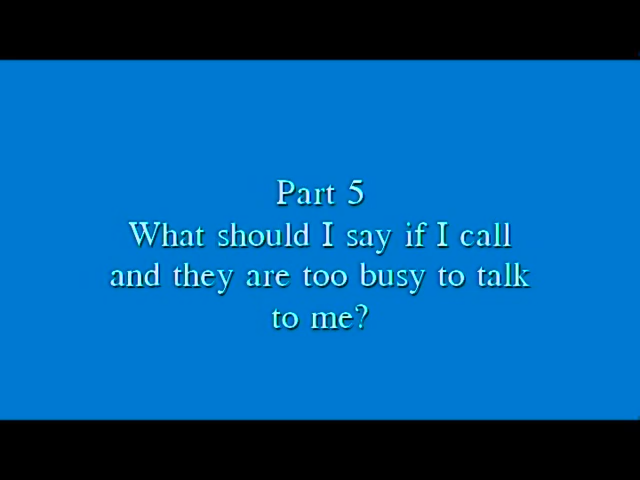 Part 5
What should I say if I call
and they are too busy to talk
to me?